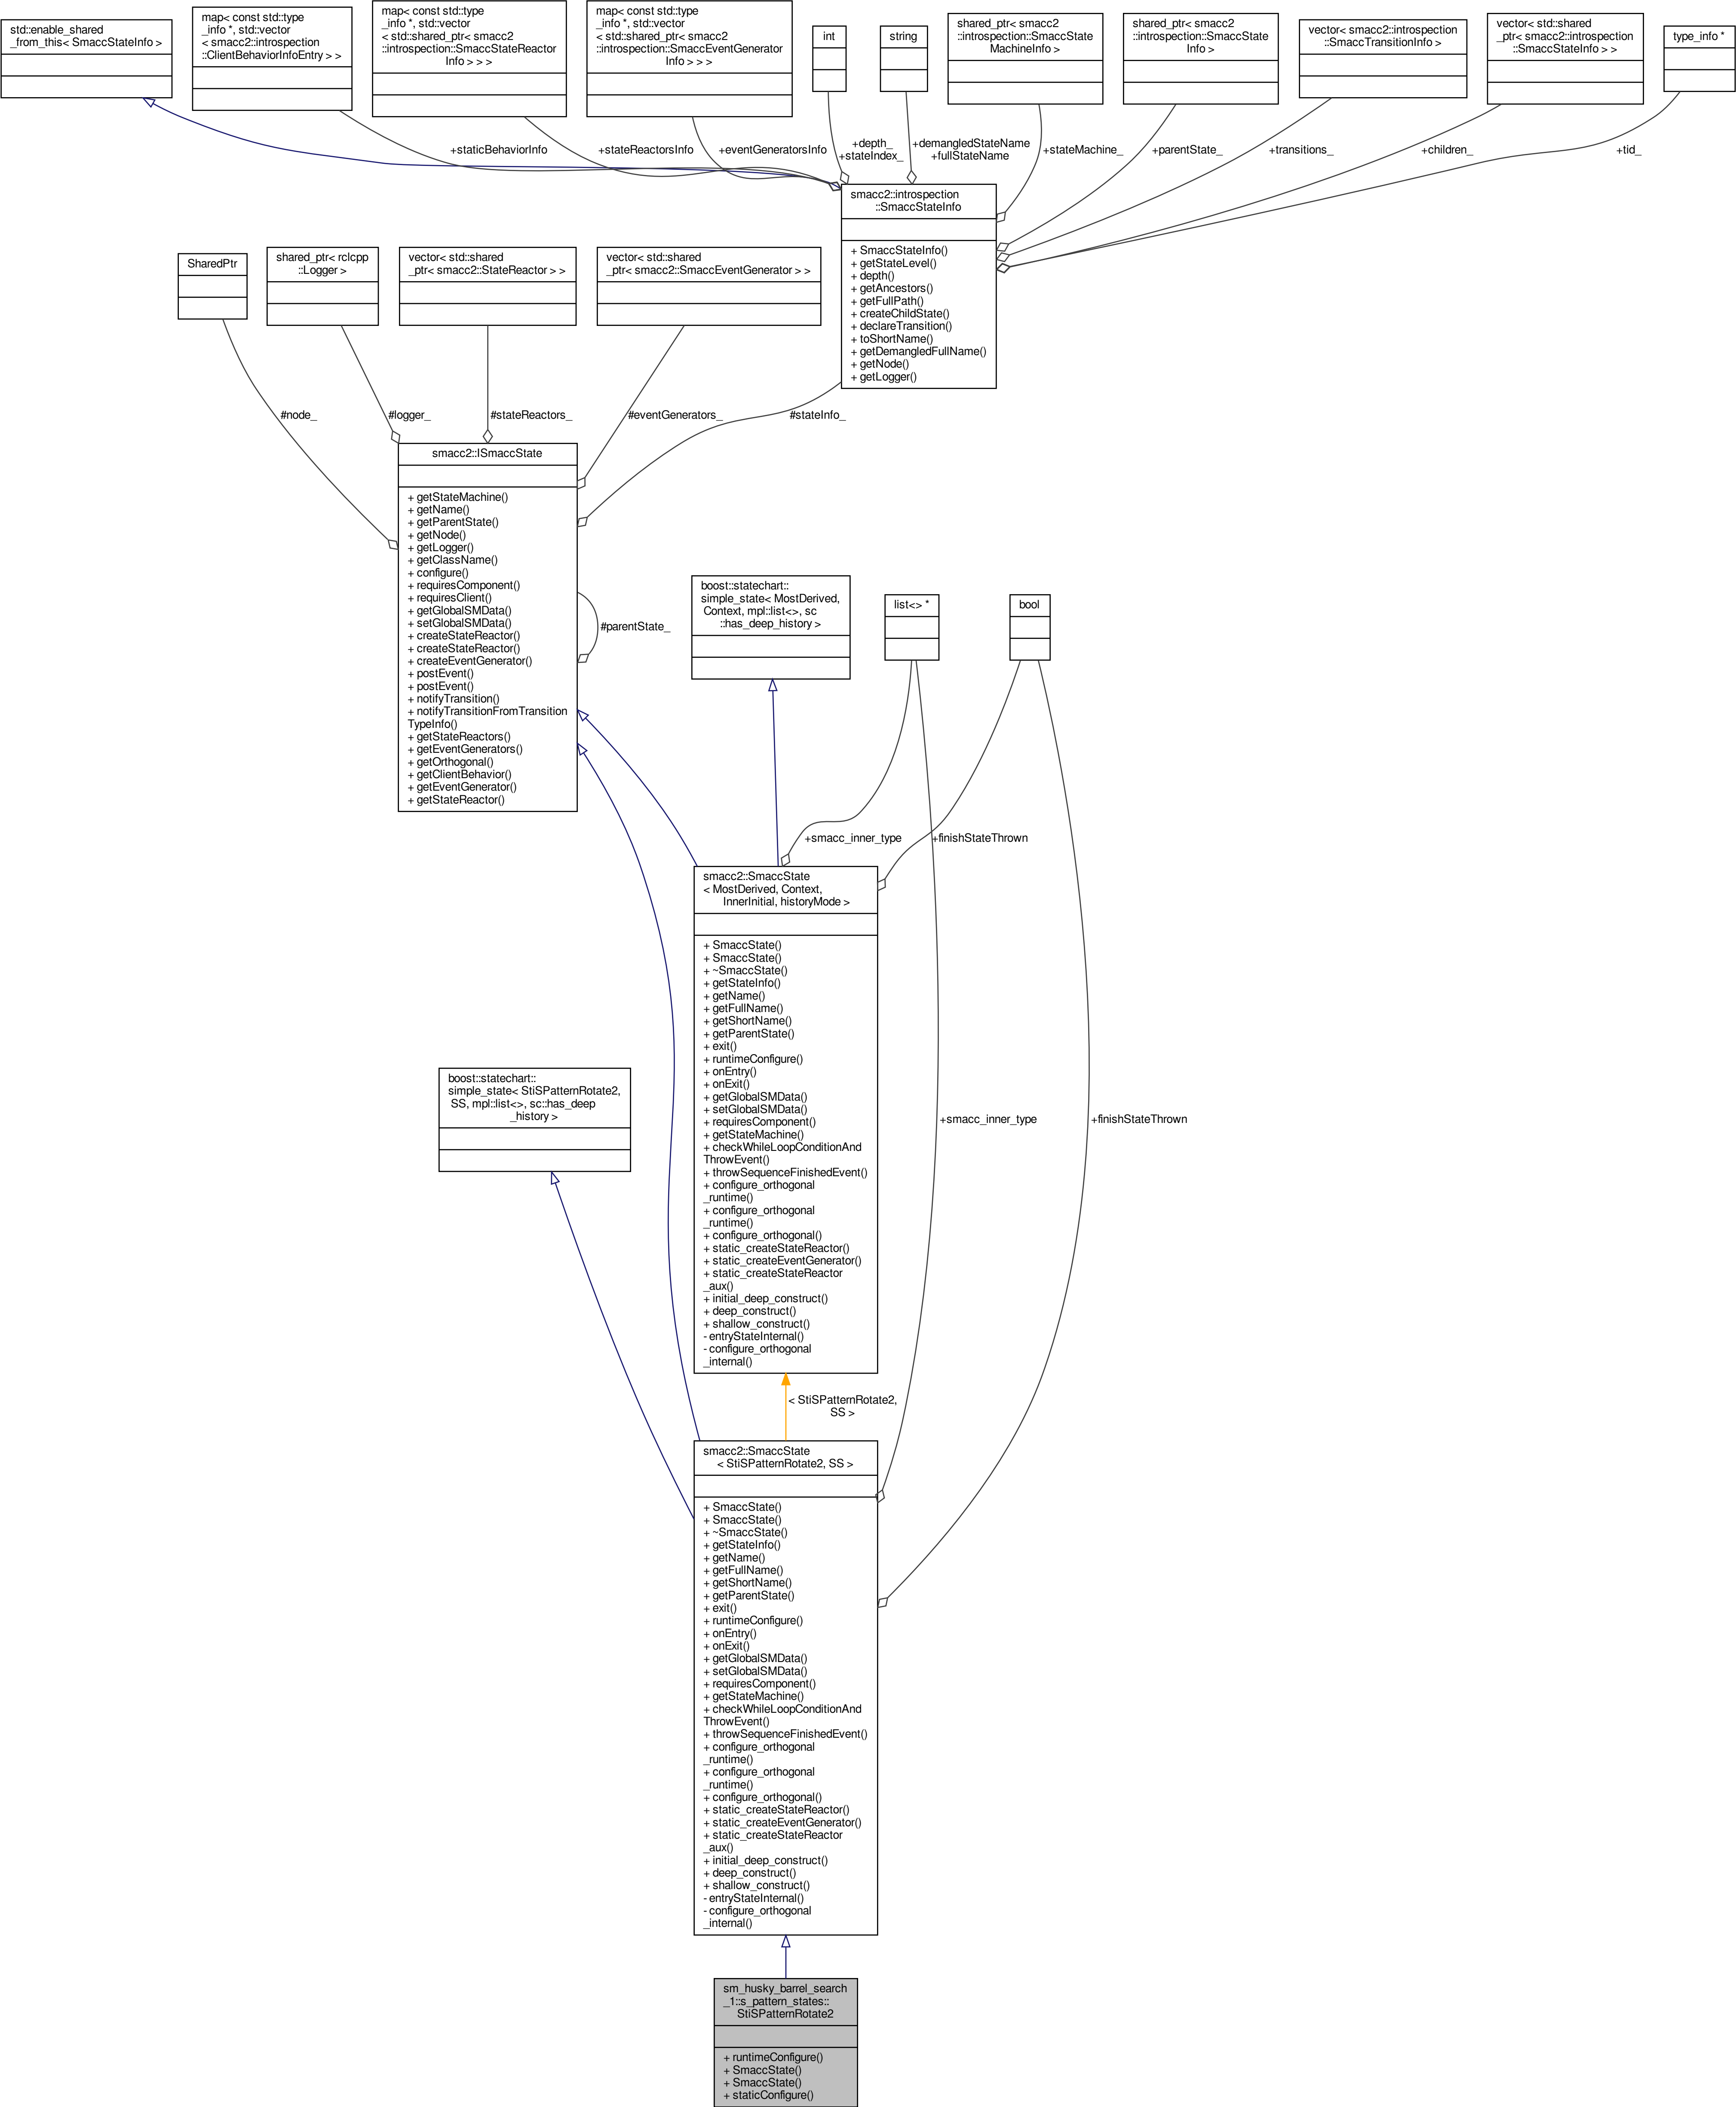 std::enable_shared
_from_this< SmaccStateInfo >
map< const std::type
_info *, std::vector
< smacc2::introspection
::ClientBehaviorInfoEntry > >
map< const std::type
_info *, std::vector
< std::shared_ptr< smacc2
::introspection::SmaccStateReactor
Info > > >
map< const std::type
_info *, std::vector
< std::shared_ptr< smacc2
::introspection::SmaccEventGenerator
Info > > >
int
string
shared_ptr< smacc2
::introspection::SmaccState
MachineInfo >
shared_ptr< smacc2
::introspection::SmaccState
Info >
vector< smacc2::introspection
::SmaccTransitionInfo >
vector< std::shared
_ptr< smacc2::introspection
::SmaccStateInfo > >
type_info *
+staticBehaviorInfo
+stateReactorsInfo
+eventGeneratorsInfo
+depth_
+stateIndex_
+demangledStateName
+fullStateName
+stateMachine_
+parentState_
+transitions_
+children_
+tid_
smacc2::introspection
::SmaccStateInfo
+ SmaccStateInfo()
+ getStateLevel()
+ depth()
+ getAncestors()
+ getFullPath()
+ createChildState()
+ declareTransition()
+ toShortName()
+ getDemangledFullName()
+ getNode()
+ getLogger()
SharedPtr
shared_ptr< rclcpp
::Logger >
vector< std::shared
_ptr< smacc2::StateReactor > >
vector< std::shared
_ptr< smacc2::SmaccEventGenerator > >
#node_
#logger_
#stateReactors_
#eventGenerators_
#stateInfo_
smacc2::ISmaccState
+ getStateMachine()
+ getName()
+ getParentState()
+ getNode()
+ getLogger()
+ getClassName()
+ configure()
+ requiresComponent()
+ requiresClient()
+ getGlobalSMData()
+ setGlobalSMData()
+ createStateReactor()
+ createStateReactor()
+ createEventGenerator()
+ postEvent()
+ postEvent()
+ notifyTransition()
+ notifyTransitionFromTransition
TypeInfo()
+ getStateReactors()
+ getEventGenerators()
+ getOrthogonal()
+ getClientBehavior()
+ getEventGenerator()
+ getStateReactor()
#parentState_
boost::statechart::
simple_state< MostDerived,
Context, mpl::list<>, sc
::has_deep_history >
list<> *
bool
+smacc_inner_type
+finishStateThrown
smacc2::SmaccState
< MostDerived, Context,
InnerInitial, historyMode >
+ SmaccState()
+ SmaccState()
+ ~SmaccState()
+ getStateInfo()
+ getName()
+ getFullName()
+ getShortName()
+ getParentState()
+ exit()
+ runtimeConfigure()
+ onEntry()
+ onExit()
+ getGlobalSMData()
+ setGlobalSMData()
+ requiresComponent()
+ getStateMachine()
+ checkWhileLoopConditionAnd
ThrowEvent()
+ throwSequenceFinishedEvent()
+ configure_orthogonal
_runtime()
+ configure_orthogonal
_runtime()
+ configure_orthogonal()
+ static_createStateReactor()
+ static_createEventGenerator()
+ static_createStateReactor
_aux()
+ initial_deep_construct()
+ deep_construct()
+ shallow_construct()
- entryStateInternal()
- configure_orthogonal
_internal()
boost::statechart::
simple_state< StiSPatternRotate2,
SS, mpl::list<>, sc::has_deep
_history >
+smacc_inner_type
+finishStateThrown
< StiSPatternRotate2,
SS >
smacc2::SmaccState
< StiSPatternRotate2, SS >
+ SmaccState()
+ SmaccState()
+ ~SmaccState()
+ getStateInfo()
+ getName()
+ getFullName()
+ getShortName()
+ getParentState()
+ exit()
+ runtimeConfigure()
+ onEntry()
+ onExit()
+ getGlobalSMData()
+ setGlobalSMData()
+ requiresComponent()
+ getStateMachine()
+ checkWhileLoopConditionAnd
ThrowEvent()
+ throwSequenceFinishedEvent()
+ configure_orthogonal
_runtime()
+ configure_orthogonal
_runtime()
+ configure_orthogonal()
+ static_createStateReactor()
+ static_createEventGenerator()
+ static_createStateReactor
_aux()
+ initial_deep_construct()
+ deep_construct()
+ shallow_construct()
- entryStateInternal()
- configure_orthogonal
_internal()
sm_husky_barrel_search
_1::s_pattern_states::
StiSPatternRotate2
+ runtimeConfigure()
+ SmaccState()
+ SmaccState()
+ staticConfigure()